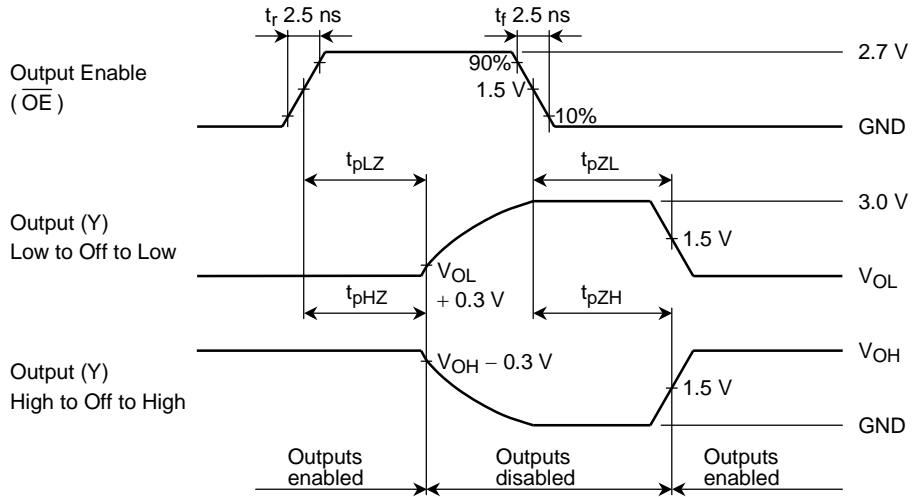 tr 2.5 ns
tf 2.5 ns
2.7 V
Output Enable
( OE )
90%
1.5 V
10%
GND
tpLZ
tpZL
3.0 V
Output (Y)
Low to Off to Low
1.5 V
VOL
+ 0.3 V
VOL
tpHZ
tpZH
VOH
Output (Y)
High to Off to High
VOH − 0.3 V
1.5 V
GND
Outputs
enabled
Outputs
disabled
Outputs
enabled